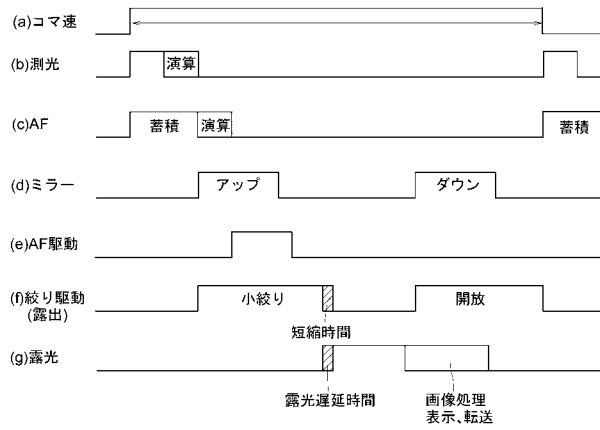 (a)コマ速
(b)測光
演算
(c)AF
蓄積
演算
蓄積
(d)ミラー
アップ
ダウン
(e)AF駆動
(f)絞り駆動
(露出)
小絞り
開放
短縮時間
(g)露光
露光遅延時間
画像処理
表示、転送